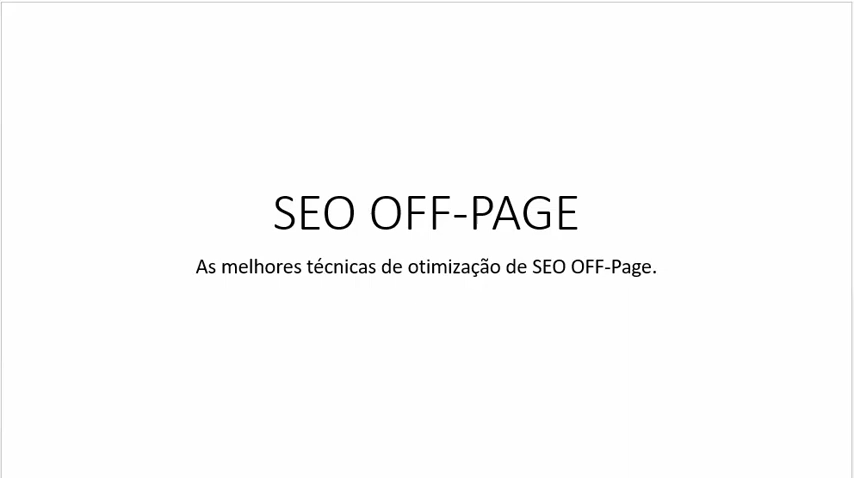 SEO OFF-PAGE
As melhores técnicas de otimização de SEO OFF-Page.